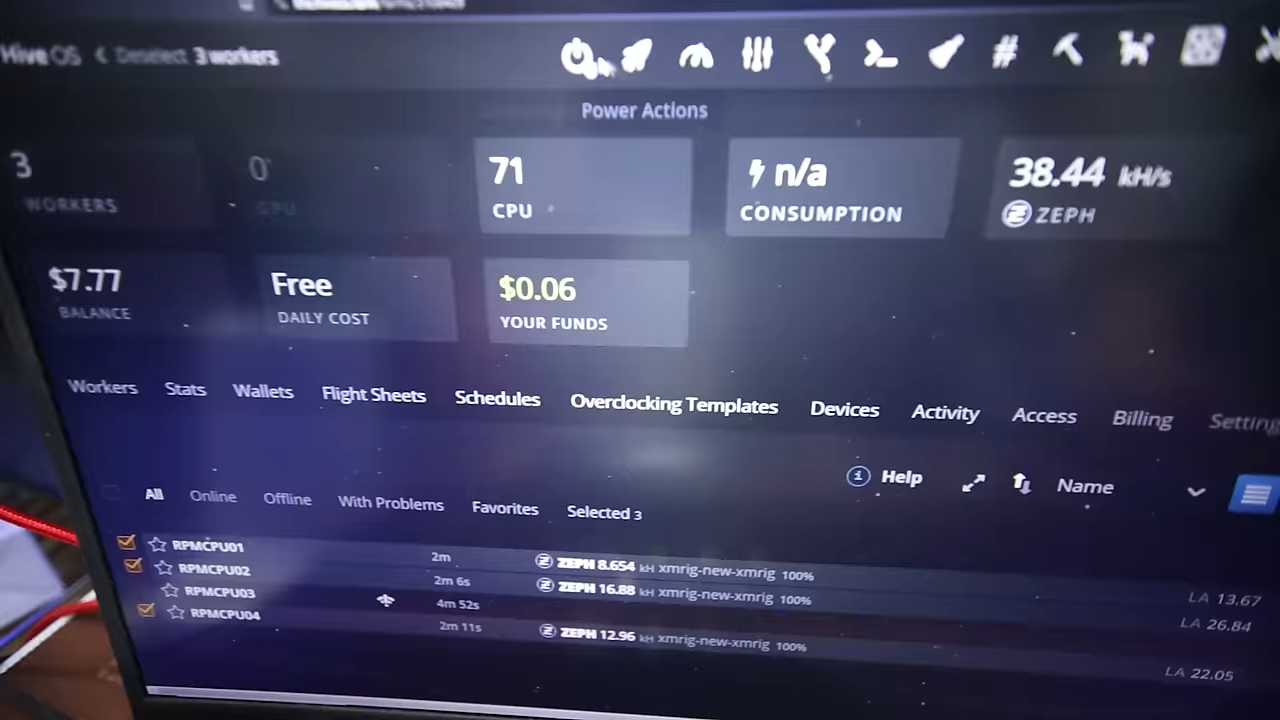 Hive OS Deselect 3 workers
Power Actions
3
WORKERS
0
GPU
71
CPU
n/a
CONSUMPTION
38.44 kH/s
ZEPH
$7.77
BALANCE
Free
DAILY COST
$0.06
YOUR FUNDS
Workers Stats Wallets Flight Sheets Schedules Overclocking Templates Devices Activity Access Billing
Help Name
All Online Offline With Problems Favorites Selected 3
RPMCPU01 2m ZEPH 8.654 kH xmrig-new-xmrig 100% LA 13.67
RPMCPU02 2m 6s ZEPH 16.88 kH xmrig-new-xmrig 100% LA 26.84
RPMCPU03 4m 52s
RPMCPU04 2m 11s ZEPH 12.96 kH xmrig-new-xmrig 100% LA 22.05